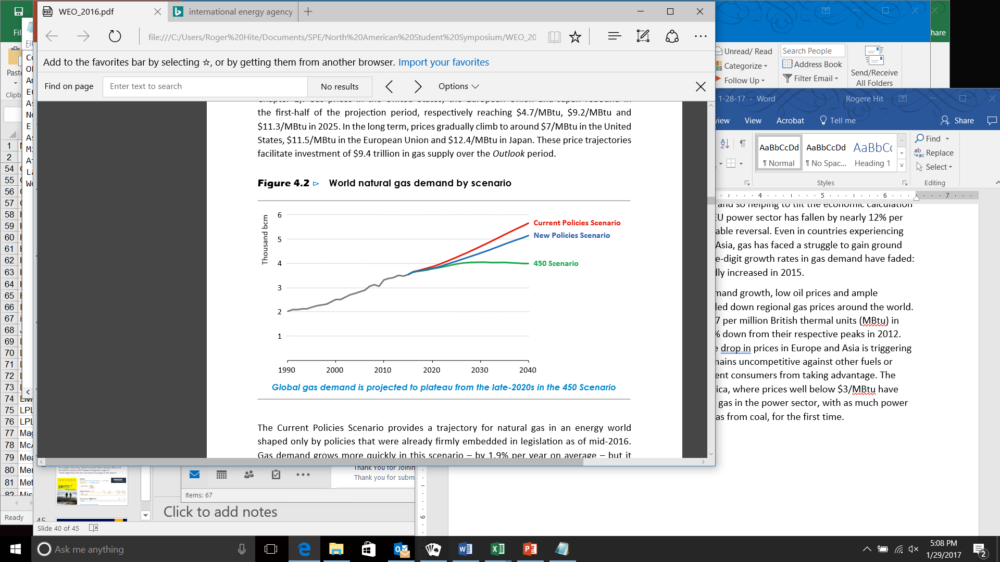 WEO_2016.pdf
international energy agency
file:///C:/Users/Roger%20Hite/Documents/SPE/North%20American%20Student%20Symposium/WEO_20
Add to the favorites bar by selecting ☆, or by getting them from another browser. Import your favorites
Find on page
Enter text to search
No results
Options
the first-half of the projection period, respectively reaching $4.7/MBtu, $9.2/MBtu and
$11.3/MBtu in 2025. In the long term, prices gradually climb to around $7/MBtu in the United
States, $11.5/MBtu in the European Union and $12.4/MBtu in Japan. These price trajectories
facilitate investment of $9.4 trillion in gas supply over the Outlook period.
Figure 4.2 ▻ World natural gas demand by scenario
Thousand bcm
6
5
4
3
2
1
Current Policies Scenario
New Policies Scenario
450 Scenario
1990 2000 2010 2020 2030 2040
Global gas demand is projected to plateau from the late-2020s in the 450 Scenario
The Current Policies Scenario provides a trajectory for natural gas in an energy world
shaped only by policies that were already firmly embedded in legislation as of mid-2016.
Gas demand grows more quickly in this scenario – by 1.9% per year on average – but it
hare
Unread/ Read
Categorize
Follow Up
Search People
Address Book
Filter Email
Send/Receive
All Folders
1-28-17 - Word
Rogere Hit
view
View
Acrobat
Tell me
Share
AaBbCcDd
¶ Normal
AaBbCcDd
¶ No Spac...
AaBbCc
Heading 1
Styles
Find
Replace
Select
Editing
4 5 6 7
and so helping to tilt the economic calculation
EU power sector has fallen by nearly 12% per
able reversal. Even in countries experiencing
Asia, gas has faced a struggle to gain ground
e-digit growth rates in gas demand have faded:
dly increased in 2015.
mand growth, low oil prices and ample
led down regional gas prices around the world.
7 per million British thermal units (MBtu) in
% down from their respective peaks in 2012.
e drop in prices in Europe and Asia is triggering
mains uncompetitive against other fuels or
ent consumers from taking advantage. The
ica, where prices well below $3/MBtu have
gas in the power sector, with as much power
as from coal, for the first time.
Fil
Paste
Clipb
1
2
54
55
56
57
58
59
60
61
62
63
64
65
66
67
68
69
70
71
72
73
74
75 LPL
76 LPL
77 Mag
78 McA
79 Mea
80 Mer
81 Met
82 Mis
Ready
Thank You for Joinin
Thank you for subm
Items: 67
Click to add notes
45
Slide 40 of 45
9
Ask me anything
5:08 PM
1/29/2017
2